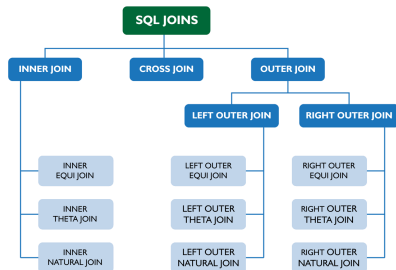 SQL JOINS
INNER JOIN
CROSS JOIN
OUTER JOIN
LEFT OUTER JOIN
RIGHT OUTER JOIN
INNER
EQUI JOIN
LEFT OUTER
EQUI JOIN
RIGHT OUTER
EQUI JOIN
INNER
THETA JOIN
LEFT OUTER
THETA JOIN
RIGHT OUTER
THETA JOIN
INNER
NATURAL JOIN
LEFT OUTER
NATURAL JOIN
RIGHT OUTER
NATURAL JOIN